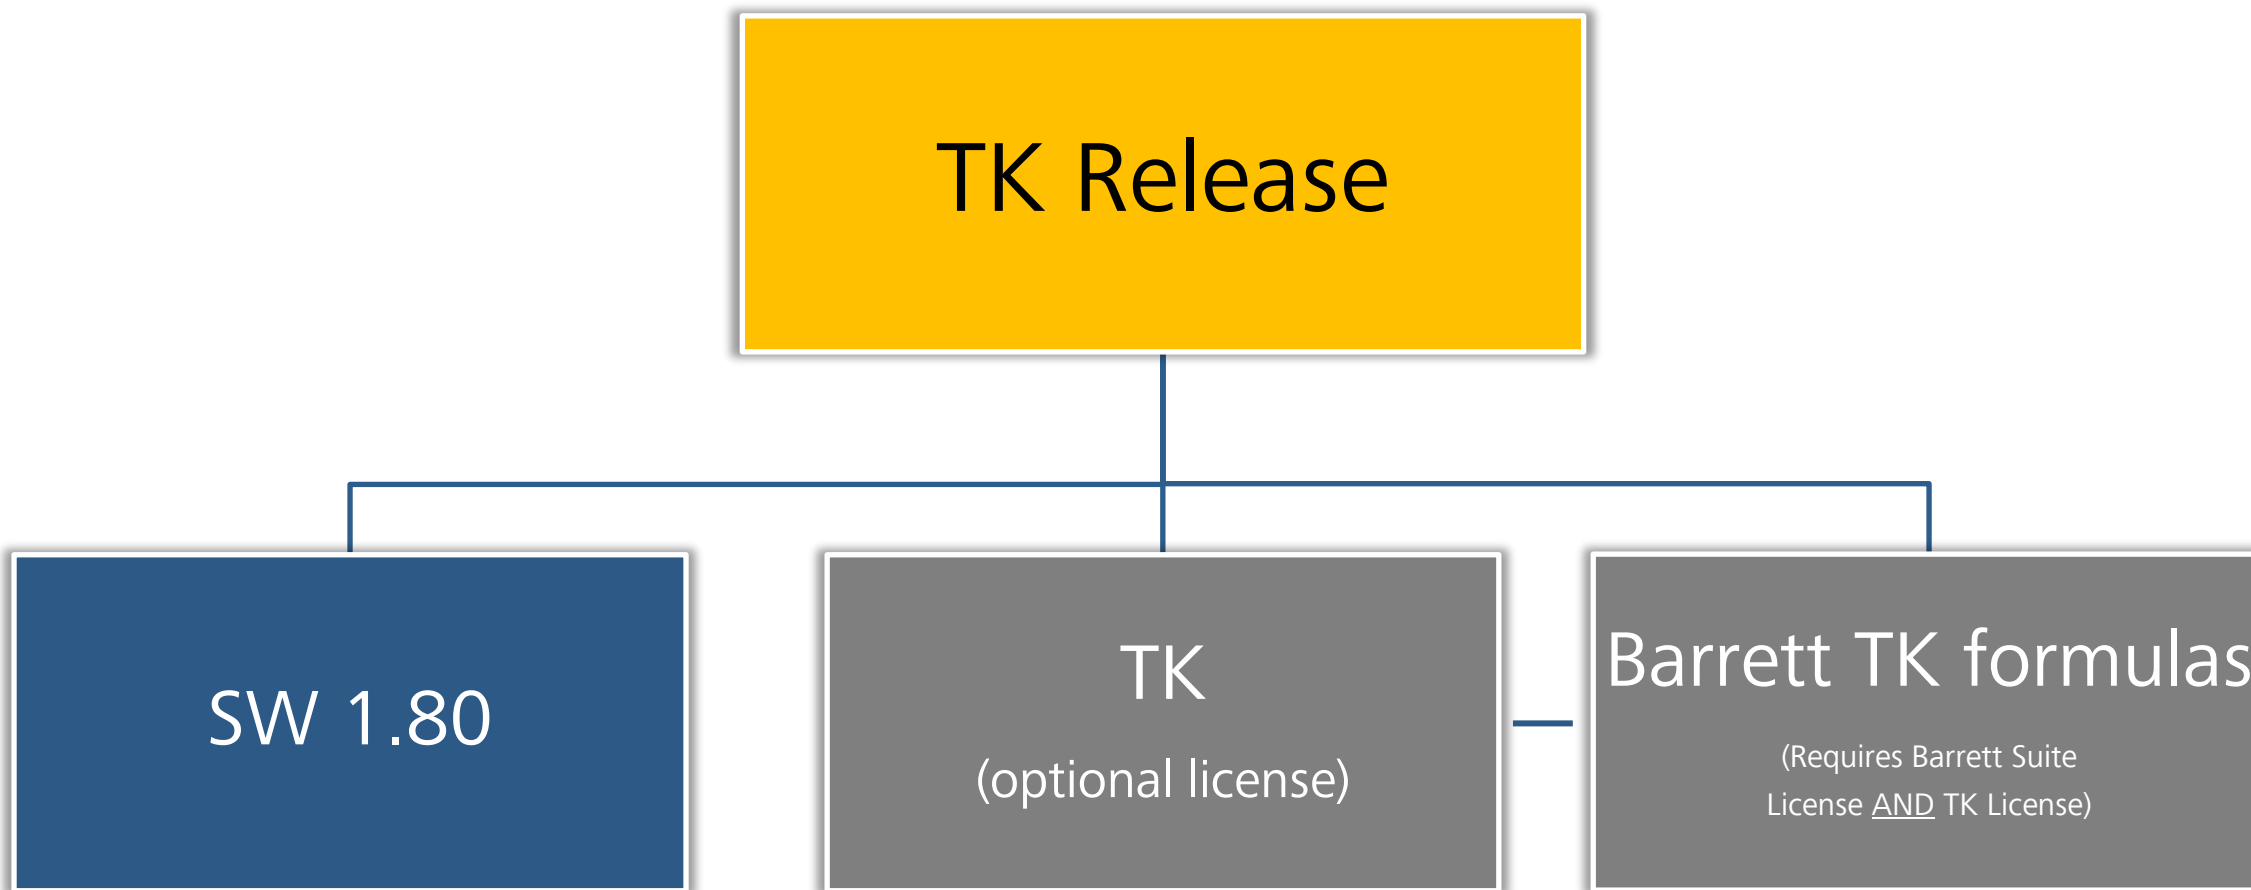 TK Release
SW 1.80
TK
(optional license)
Barrett TK formulas
(Requires Barrett Suite
License AND TK License)